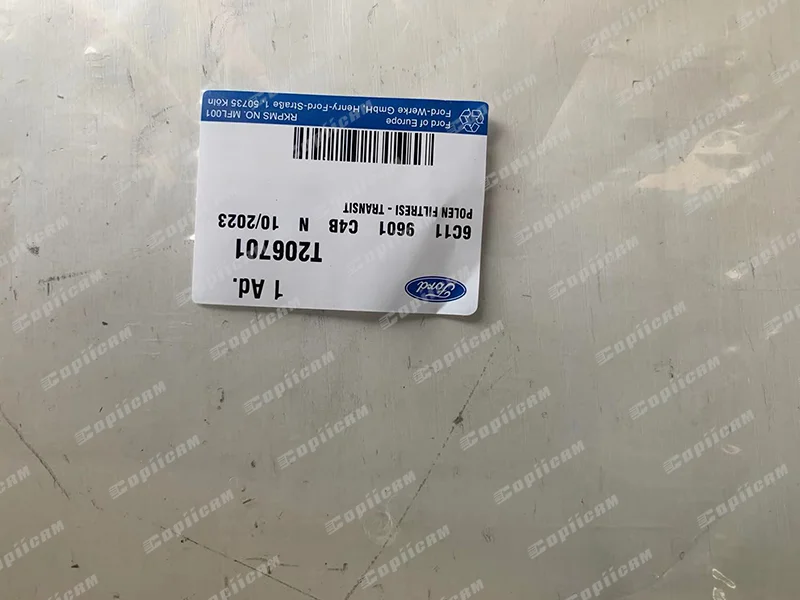 Ford
1 Ad.
T206701
6C11 9601 C4B N 10/2023
POLEN FILTRESI - TRANSIT
Ford of Europe
Ford-Werke GmbH, Henry-Ford-Straße 1, 50735 Köln
RKPMS NO. MFL001
Copiicam